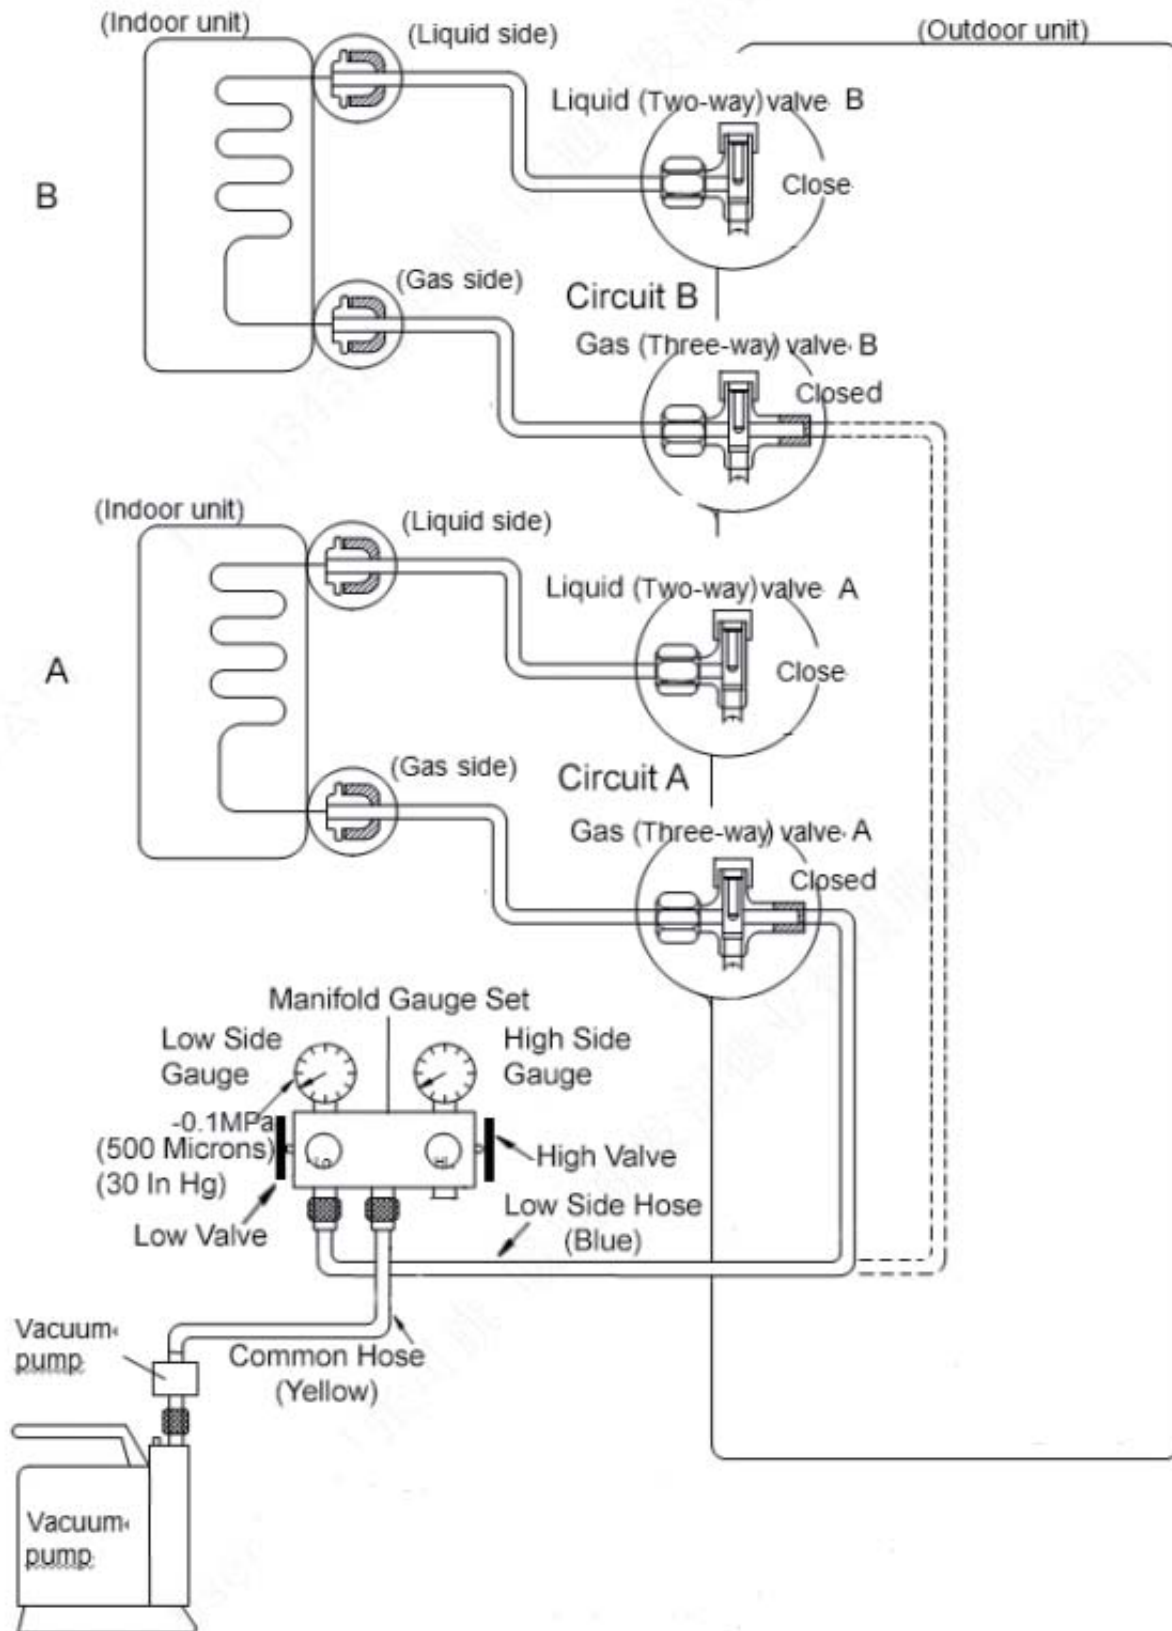 (Indoor unit)
(Liquid side)
(Outdoor unit)
Liquid (Two-way) valve B
Close
B
(Gas side)
Circuit B
Gas (Three-way) valve B
Closed
(Indoor unit)
(Liquid side)
Liquid (Two-way) valve A
Close
A
(Gas side)
Circuit A
Gas (Three-way) valve A
Closed
Manifold Gauge Set
Low Side
Gauge
High Side
Gauge
-0.1MPa
(500 Microns)
(30 In Hg)
Low Valve
High Valve
Low Side Hose
(Blue)
Vacuum
pump
Common Hose
(Yellow)
Vacuum
pump